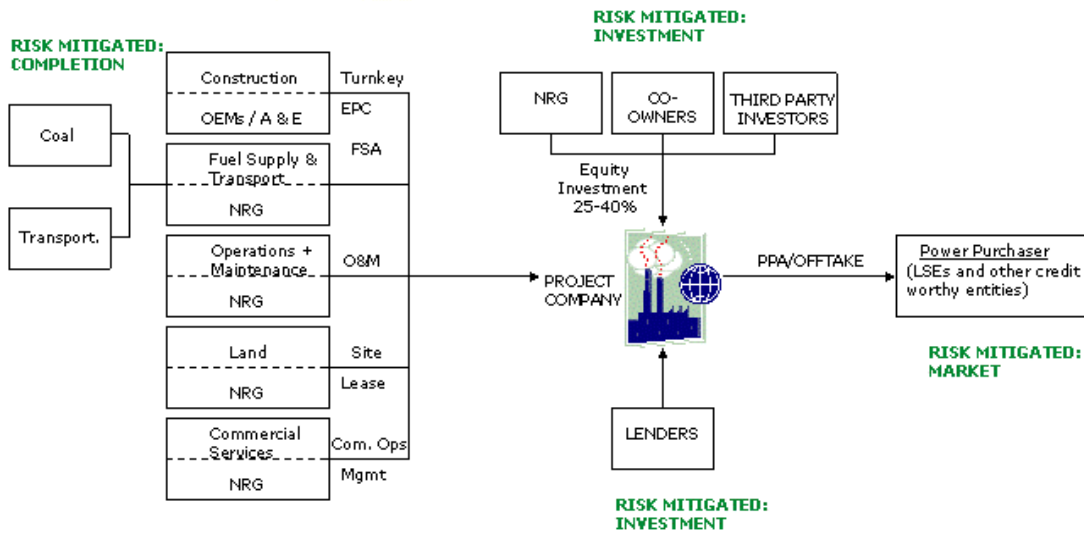 RISK MITIGATED:
COMPLETION
Coal
Transport.
Construction
OEMs / A & E
Turnkey
EPC
Fuel Supply &
Transport
NRG
FSA
Operations +
Maintenance
NRG
O&M
Land
NRG
Site
Lease
Commercial
Services
NRG
Com. Ops
Mgmt
RISK MITIGATED:
INVESTMENT
NRG
CO-
OWNERS
THIRD PARTY
INVESTORS
Equity
Investment
25-40%
PROJECT
COMPANY
PPA/OFFTAKE
Power Purchaser
(LSEs and other credit
worthy entities)
RISK MITIGATED:
MARKET
LENDERS
RISK MITIGATED:
INVESTMENT